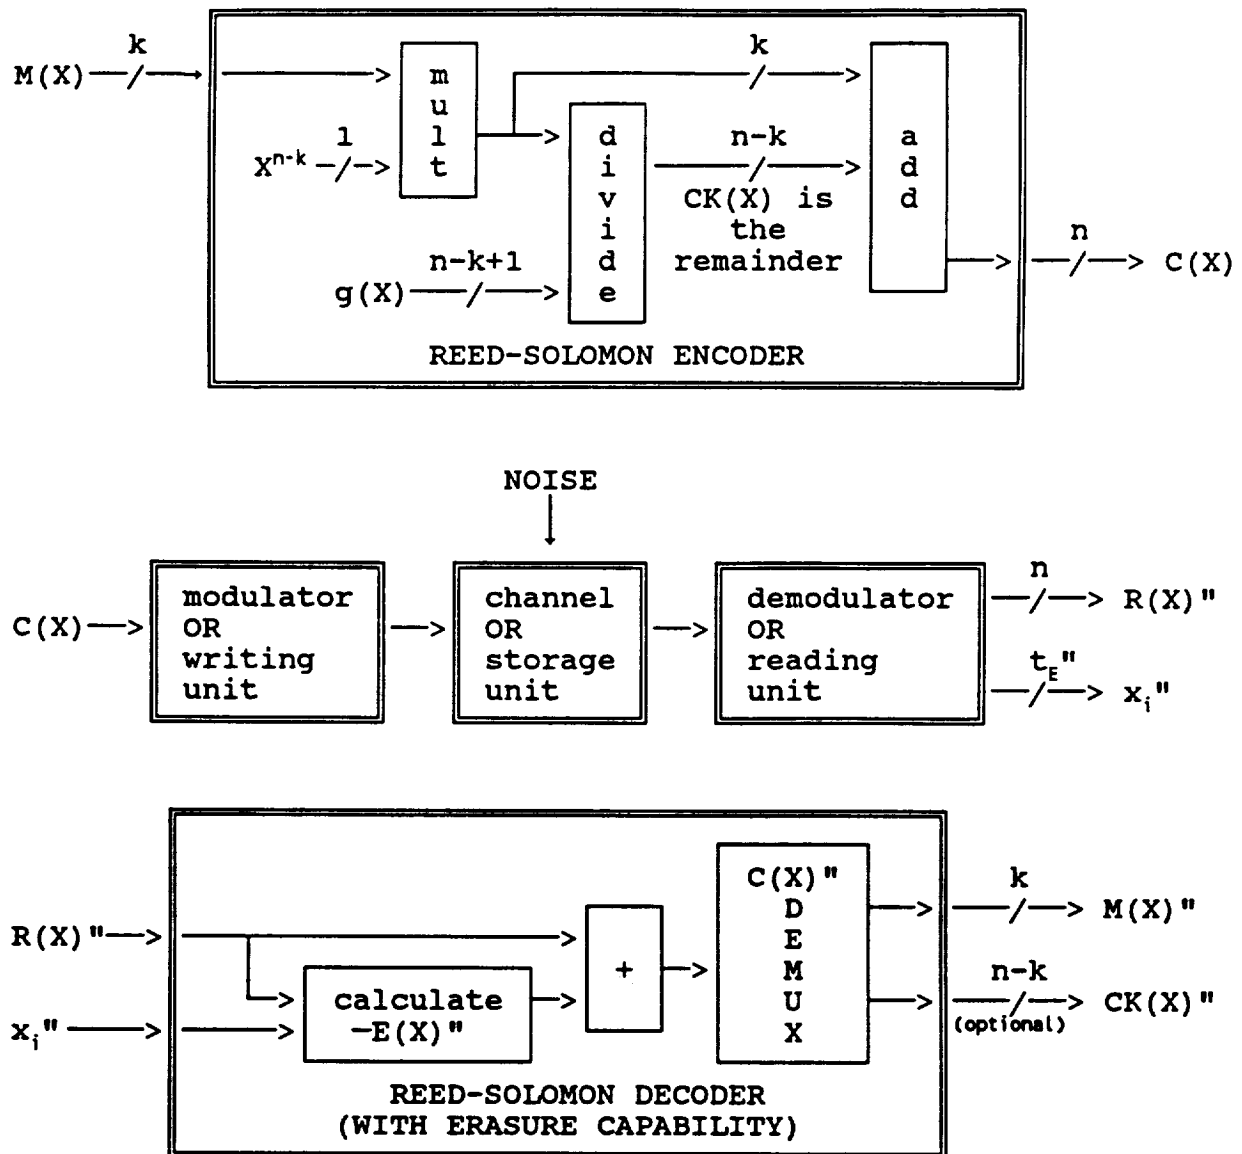 k
M(X)
m
u
l
t
k
a
d
d
1
X^{n-k}
d
i
v
i
d
e
n-k
CK(X) is
the
remainder
n-k+1
g(X)
n
C(X)
REED-SOLOMON ENCODER
NOISE
C(X)
modulator
OR
writing
unit
channel
OR
storage
unit
demodulator
OR
reading
unit
n
R(X)"
t_E"
x_i"
R(X)"
x_i"
calculate
-E(X)"
+
C(X)"
D
E
M
U
X
k
M(X)"
n-k
(optional)
CK(X)"
REED-SOLOMON DECODER
(WITH ERASURE CAPABILITY)